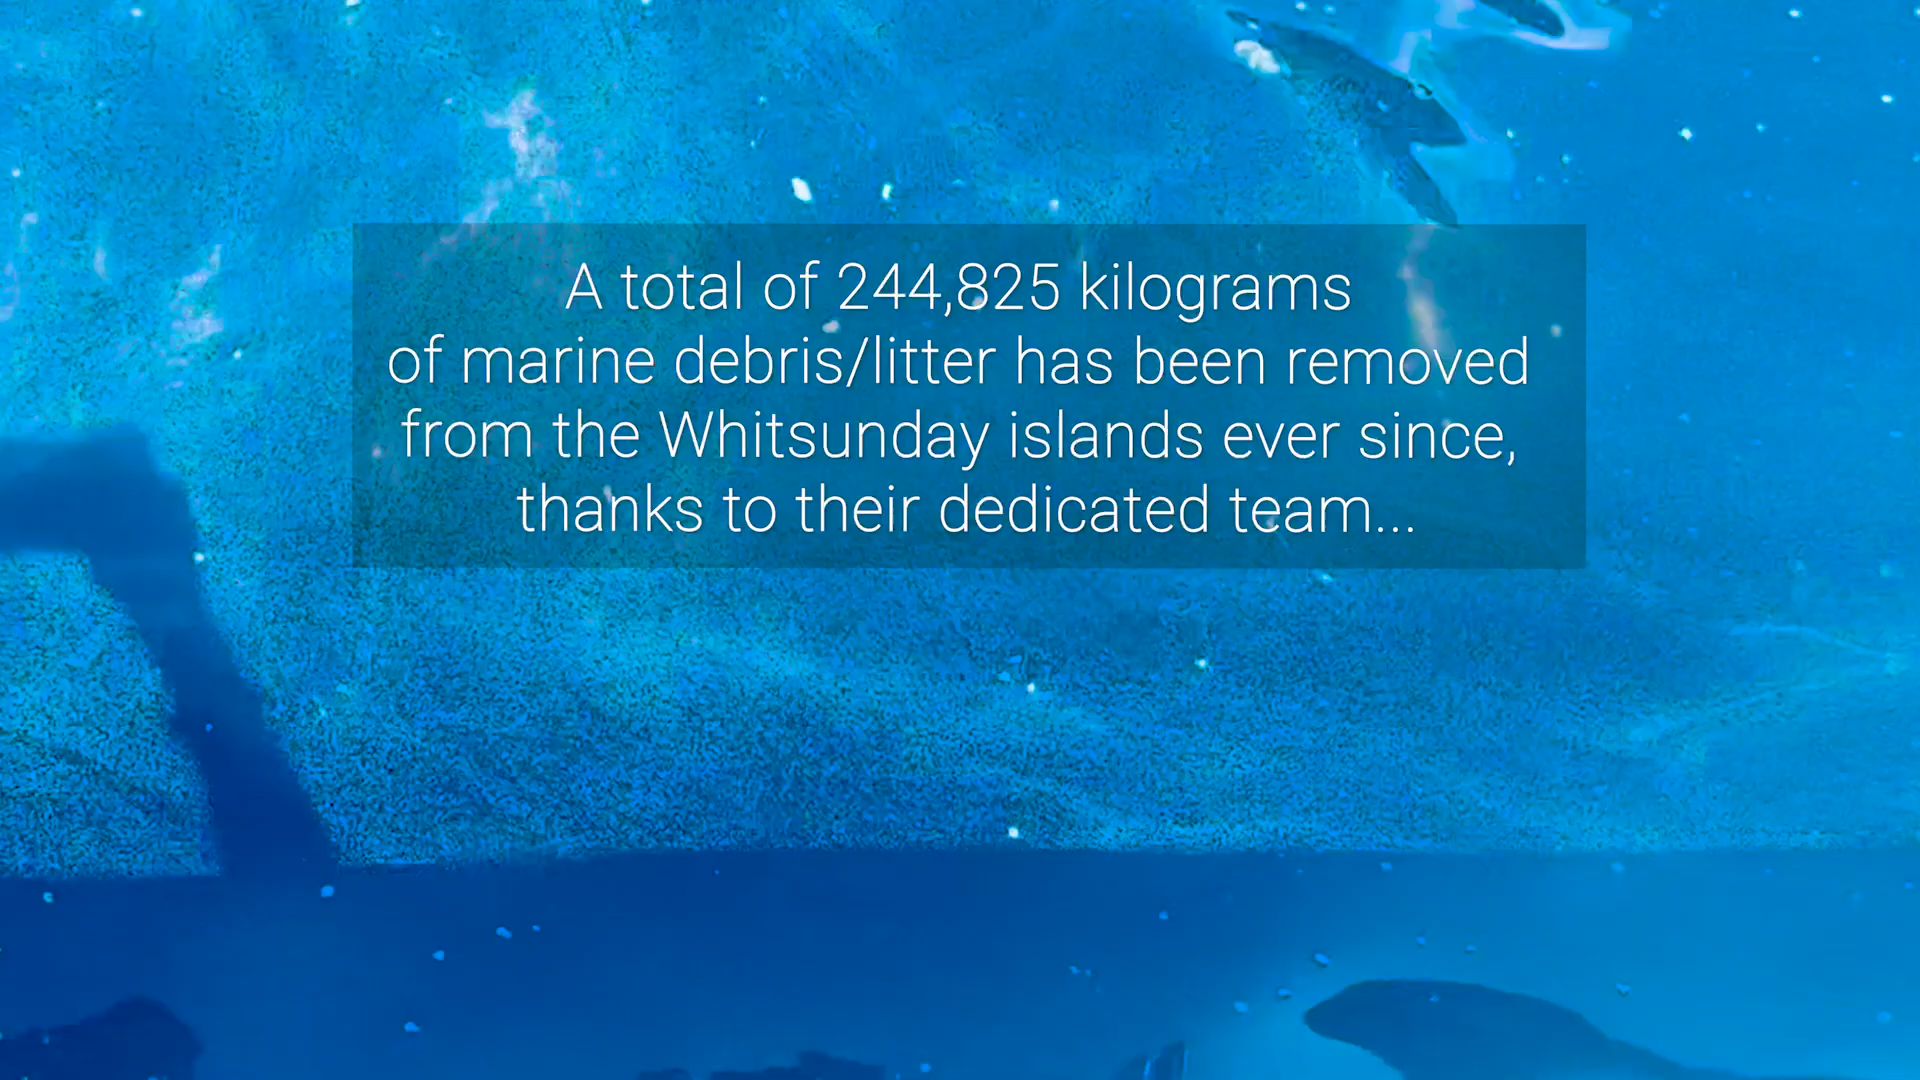 A total of 244,825 kilograms
of marine debris/litter has been removed
from the Whitsunday islands ever since,
thanks to their dedicated team...